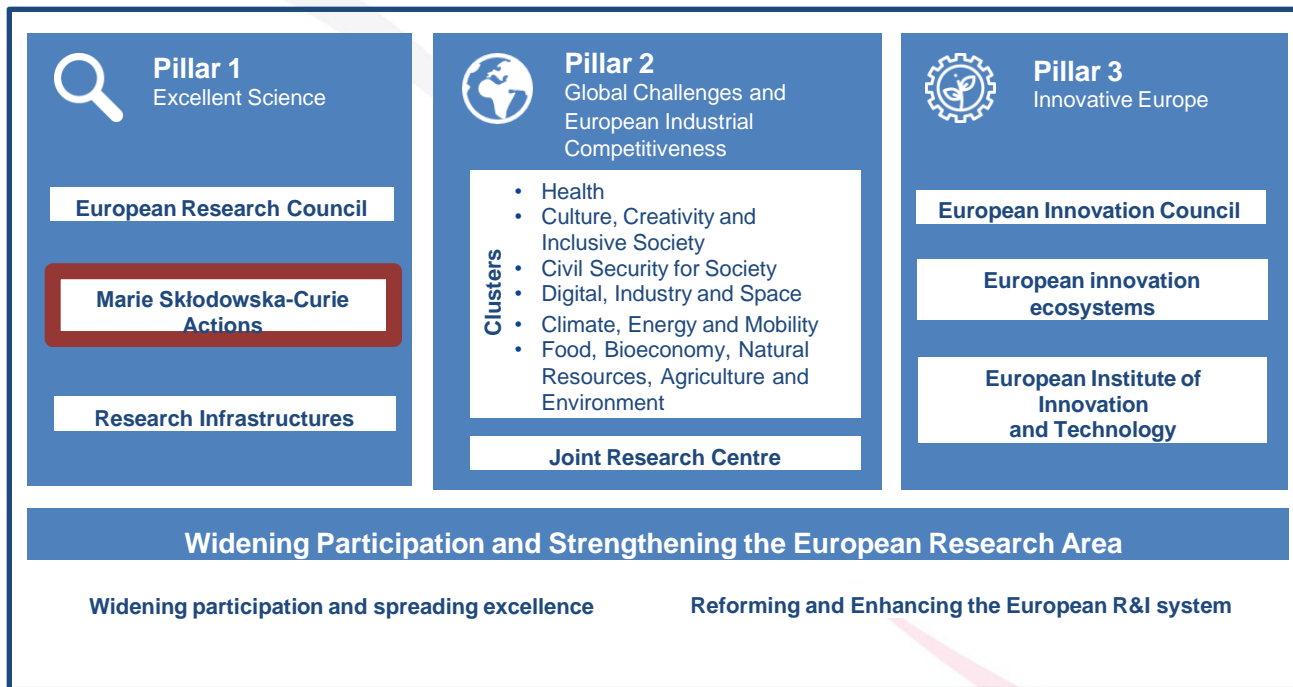 Pillar 1
Excellent Science
European Research Council
Marie Skłodowska-Curie
Actions
Research Infrastructures
Pillar 2
Global Challenges and
European Industrial
Competitiveness
Clusters
• Health
• Culture, Creativity and
Inclusive Society
• Civil Security for Society
• Digital, Industry and Space
• Climate, Energy and Mobility
• Food, Bioeconomy, Natural
Resources, Agriculture and
Environment
Joint Research Centre
Pillar 3
Innovative Europe
European Innovation Council
European innovation
ecosystems
European Institute of
Innovation
and Technology
Widening Participation and Strengthening the European Research Area
Widening participation and spreading excellence
Reforming and Enhancing the European R&I system